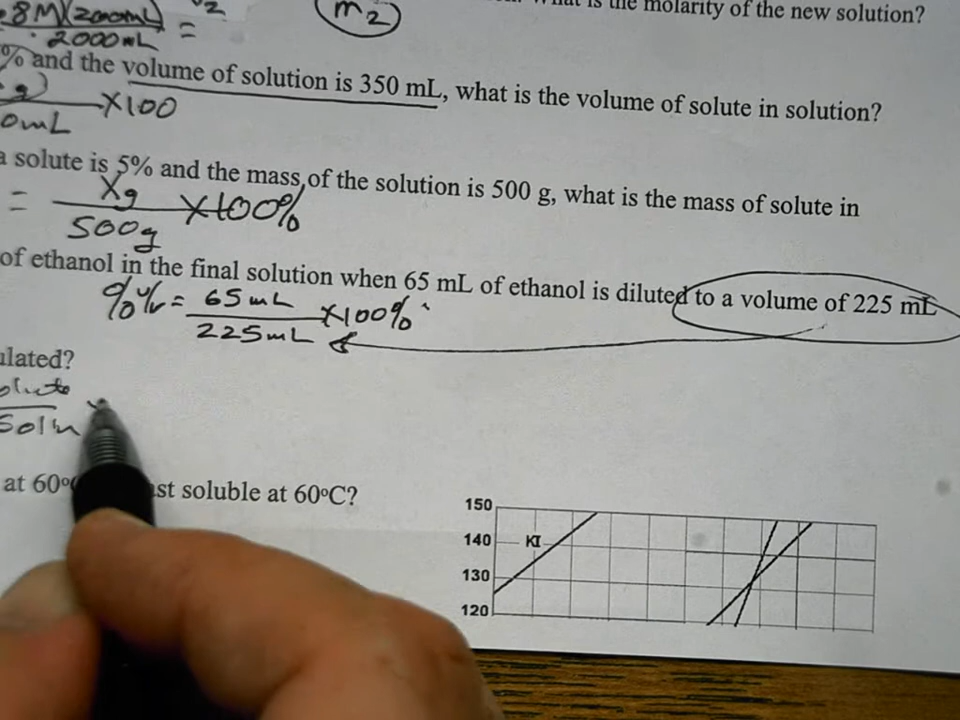 What is the molarity of the new solution?
.8M)(200mL) = V2 M2
2000mL
% and the volume of solution is 350 mL, what is the volume of solute in solution?
g) X100
0mL
a solute is 5% and the mass of the solution is 500 g, what is the mass of solute in
= Xg X100%
500g
of ethanol in the final solution when 65 mL of ethanol is diluted to a volume of 225 mL
% v/v = 65mL X100%
225mL
ulated?
olute
Soln
at 60° st soluble at 60°C?
150
140 KI
130
120